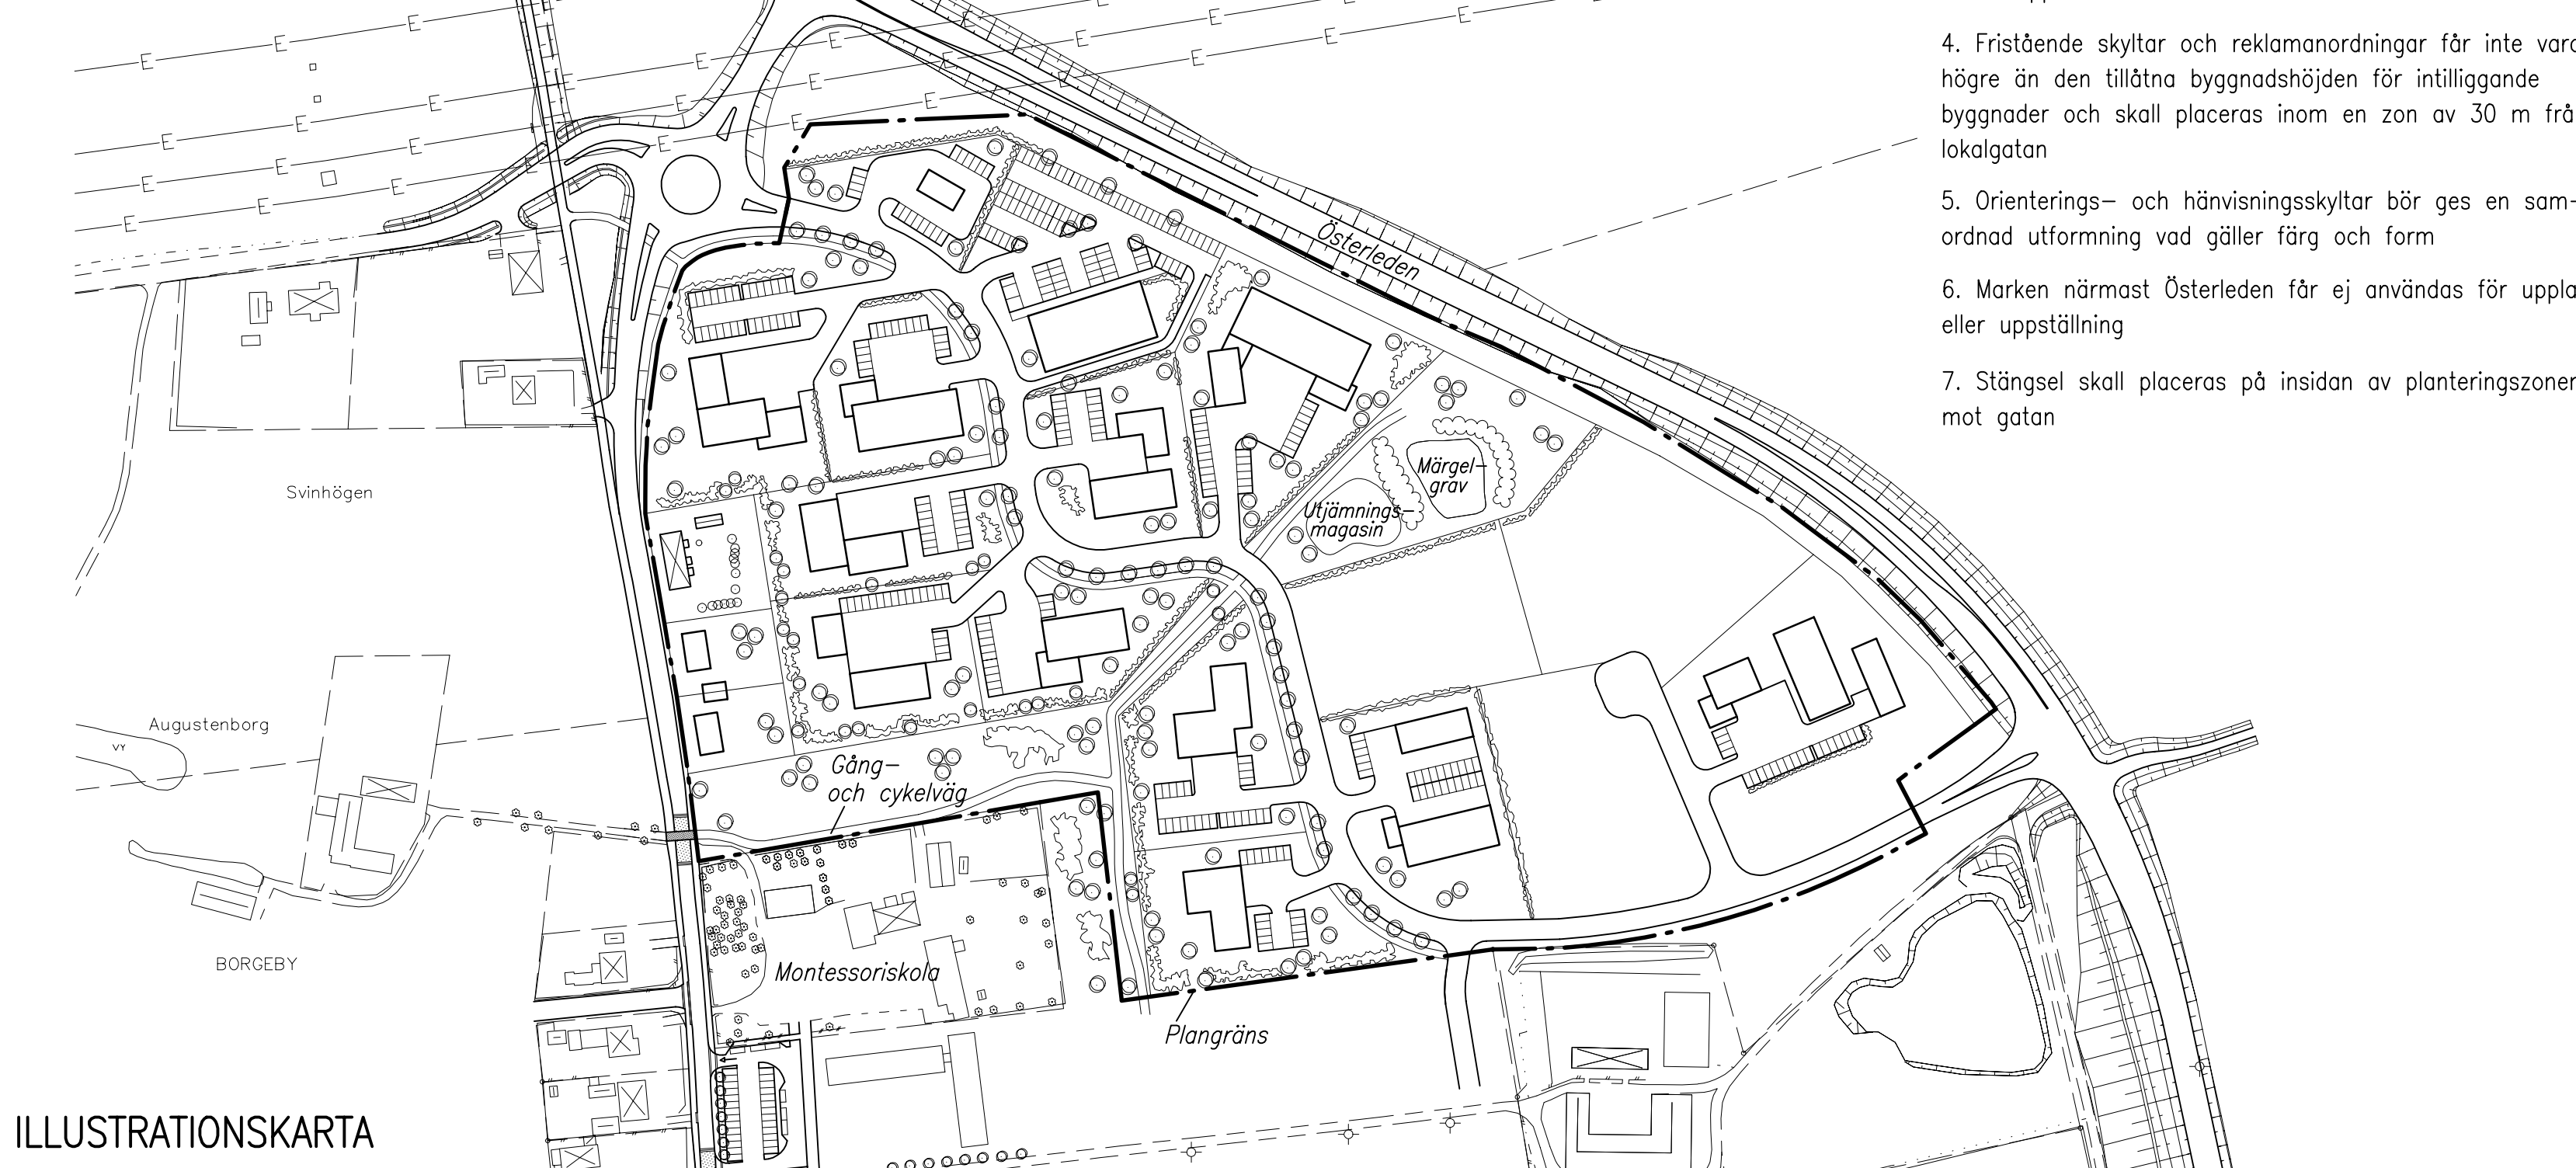 4. Fristående skyltar och reklamanordningar får inte vara
högre än den tillåtna byggnadshöjden för intilliggande
byggnader och skall placeras inom en zon av 30 m frå
lokalgatan
5. Orienterings- och hänvisningsskyltar bör ges en sam-
ordnad utformning vad gäller färg och form
6. Marken närmast Österleden får ej användas för uppla
eller uppställning
7. Stängsel skall placeras på insidan av planteringszonen
mot gatan
E E E E
E E E E E E
E E E E E E
E E E E E E
E E E E E E
Österleden
Märgel-
grav
Utjämnings-
magasin
Svinhögen
Augustenborg
VY
Gång-
och cykelväg
BORGEBY
Montessoriskola
Plangräns
ILLUSTRATIONSKARTA